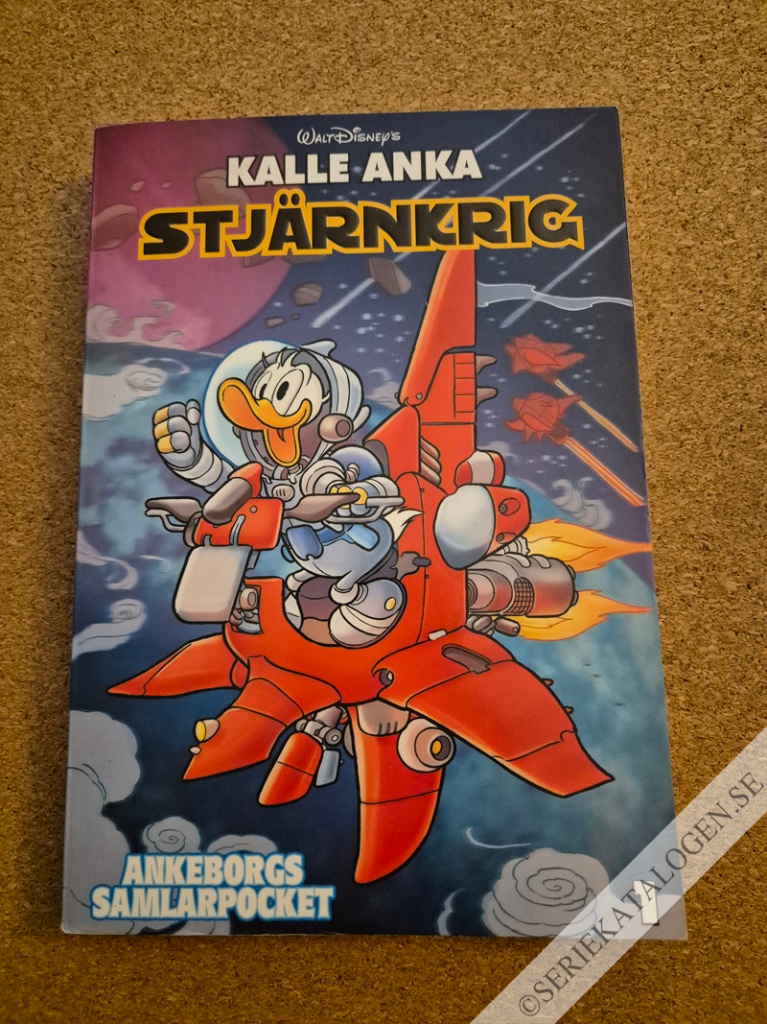 WALT DISNEY'S
KALLE ANKA
STJÄRNKRIG
ANKEBORGS
SAMLARPOCKET
1
©SERIEKATALOGEN.SE